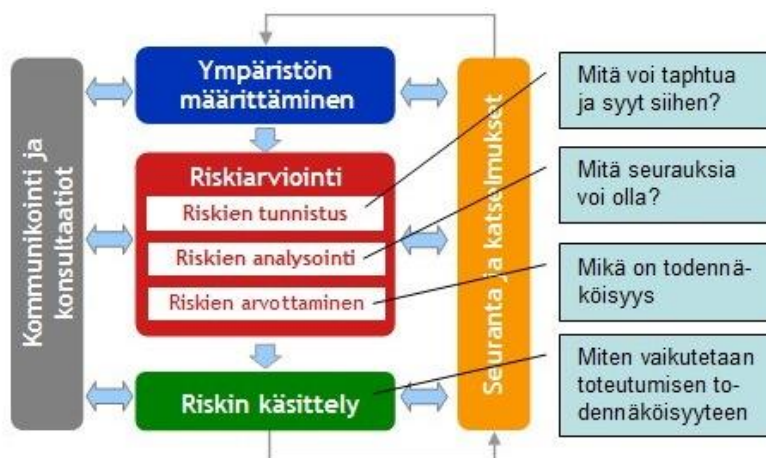 Kommunikointi ja
konsultaatiot
Ympäristön
määrittäminen
Riskiarviointi
Riskien tunnistus
Riskien analysointi
Riskien arvottaminen
Riskin käsittely
Seuranta ja katselmukset
Mitä voi taphtua
ja syyt siihen?
Mitä seurauksia
voi olla?
Mikä on todennä-
köisyys
Miten vaikutetaan
toteutumisen to-
dennäköisyyteen